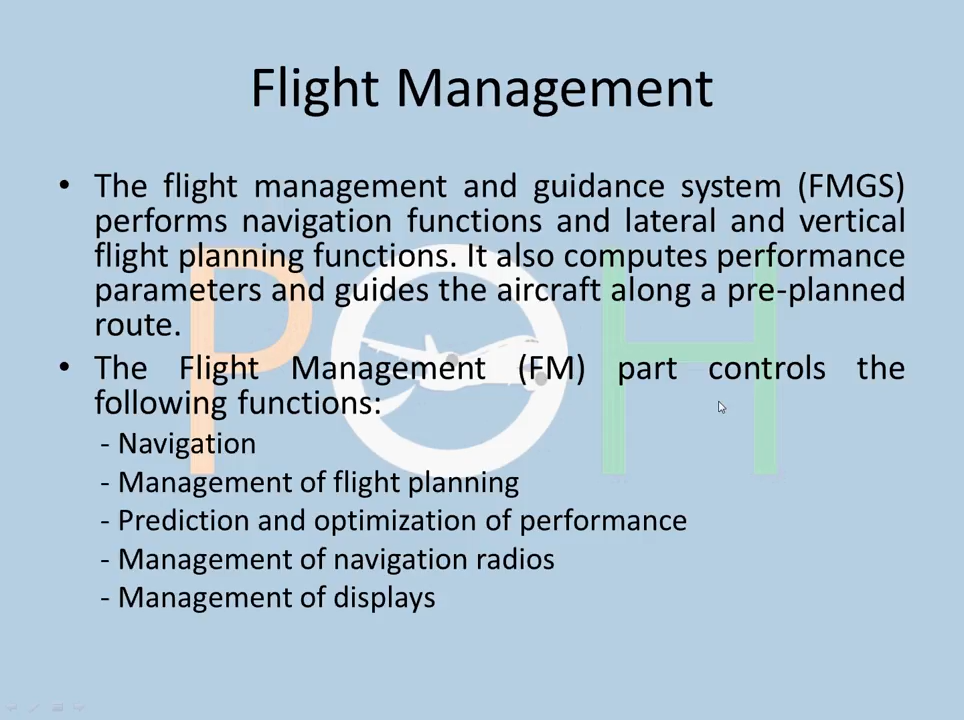 Flight Management
• The flight management and guidance system (FMGS)
performs navigation functions and lateral and vertical
flight planning functions. It also computes performance
parameters and guides the aircraft along a pre-planned
route.
• The Flight Management (FM) part controls the
following functions:
- Navigation
- Management of flight planning
- Prediction and optimization of performance
- Management of navigation radios
- Management of displays
POH